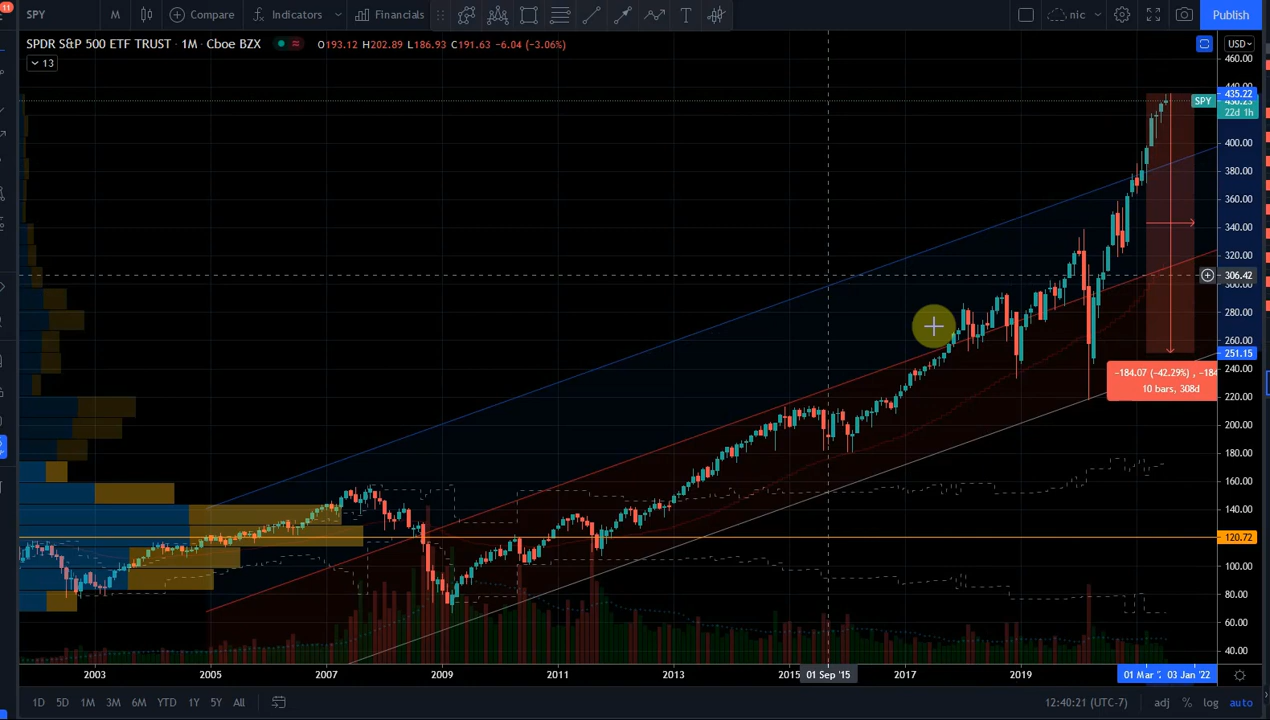 11
SPY M Compare Indicators Financials T nic Publish
SPDR S&P 500 ETF TRUST · 1M · Cboe BZX O193.12 H202.89 L186.93 C191.63 -6.04 (-3.06%)
USD
13
460.00
435.22
SPY
22d 1h
400.00
380.00
360.00
340.00
320.00
306.42
300.00
280.00
260.00
251.15
240.00
−184.07 (−42.29%) , −184
10 bars, 308d
220.00
200.00
180.00
160.00
140.00
120.72
100.00
80.00
60.00
40.00
2003 2005 2007 2009 2011 2013 2015 01 Sep '15 2017 2019 01 Mar 03 Jan '22
1D 5D 1M 3M 6M YTD 1Y 5Y All 12:40:21 (UTC-7) adj % log auto